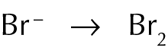 Br⁻ → Br₂